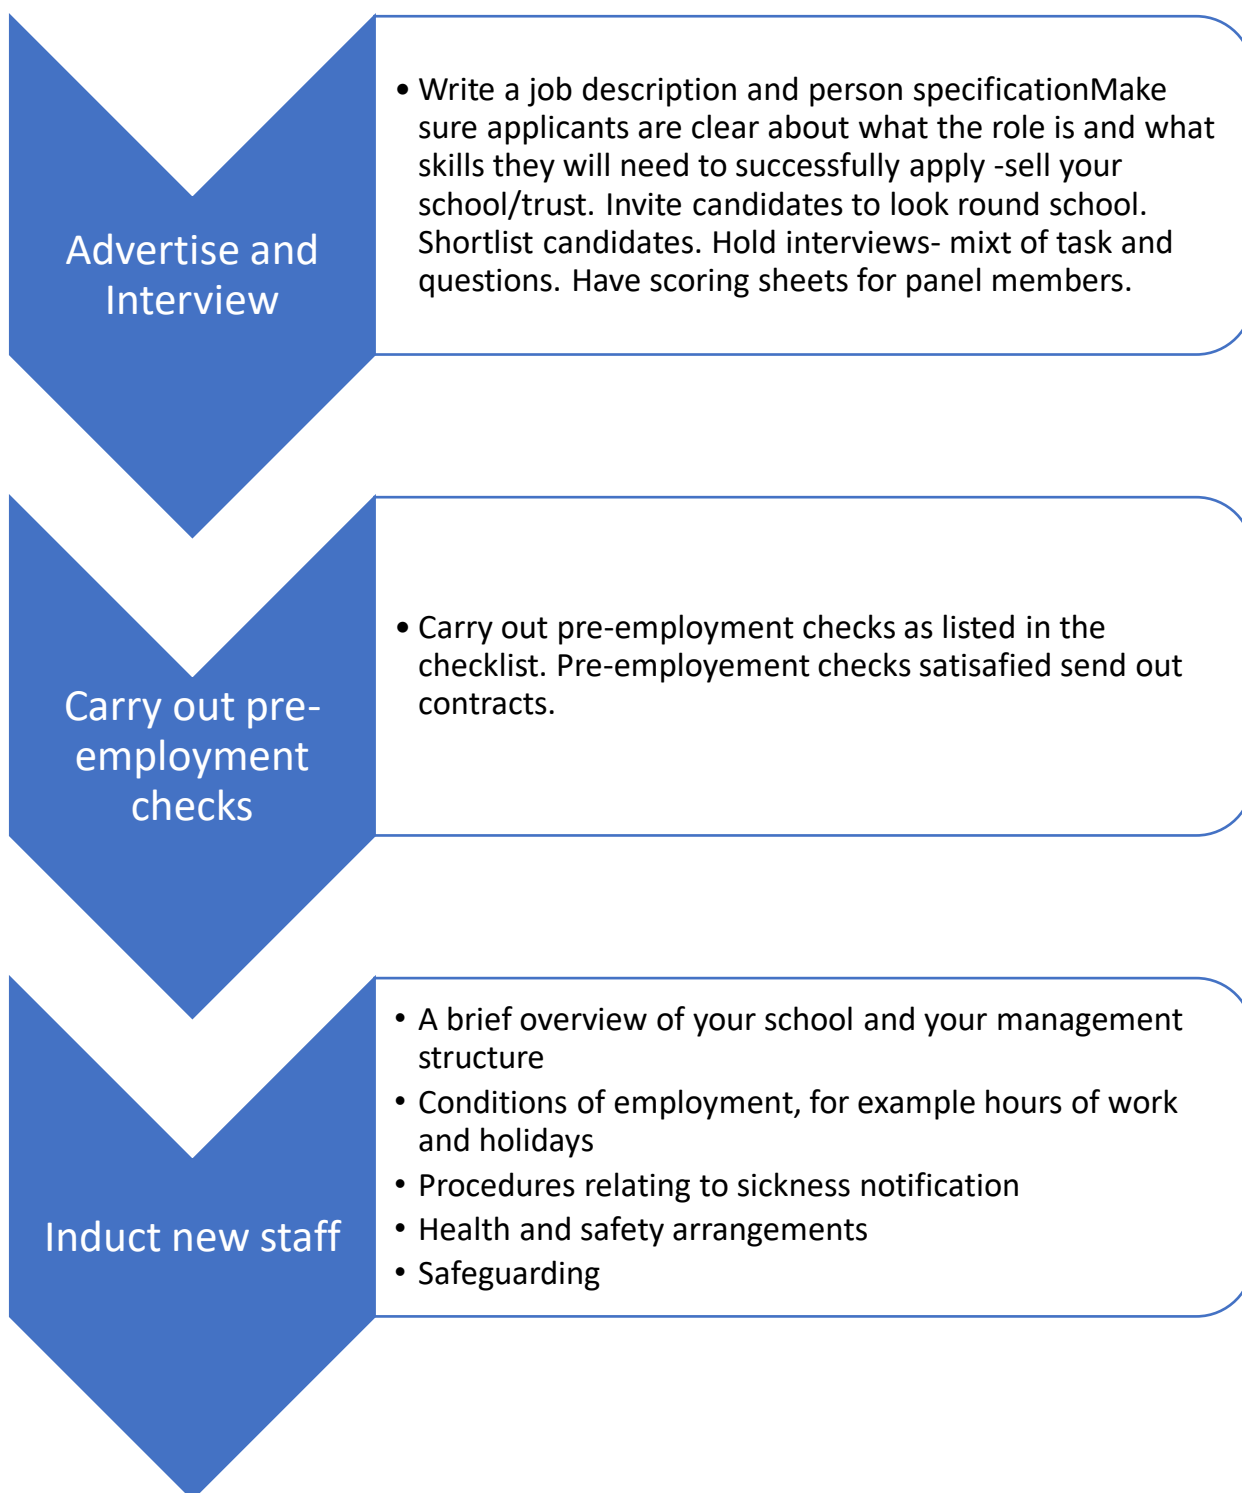 Advertise and
Interview
• Write a job description and person specificationMake
sure applicants are clear about what the role is and what
skills they will need to successfully apply -sell your
school/trust. Invite candidates to look round school.
Shortlist candidates. Hold interviews- mixt of task and
questions. Have scoring sheets for panel members.
Carry out pre-
employment
checks
• Carry out pre-employment checks as listed in the
checklist. Pre-employement checks satisafied send out
contracts.
Induct new staff
• A brief overview of your school and your management
structure
• Conditions of employment, for example hours of work
and holidays
• Procedures relating to sickness notification
• Health and safety arrangements
• Safeguarding